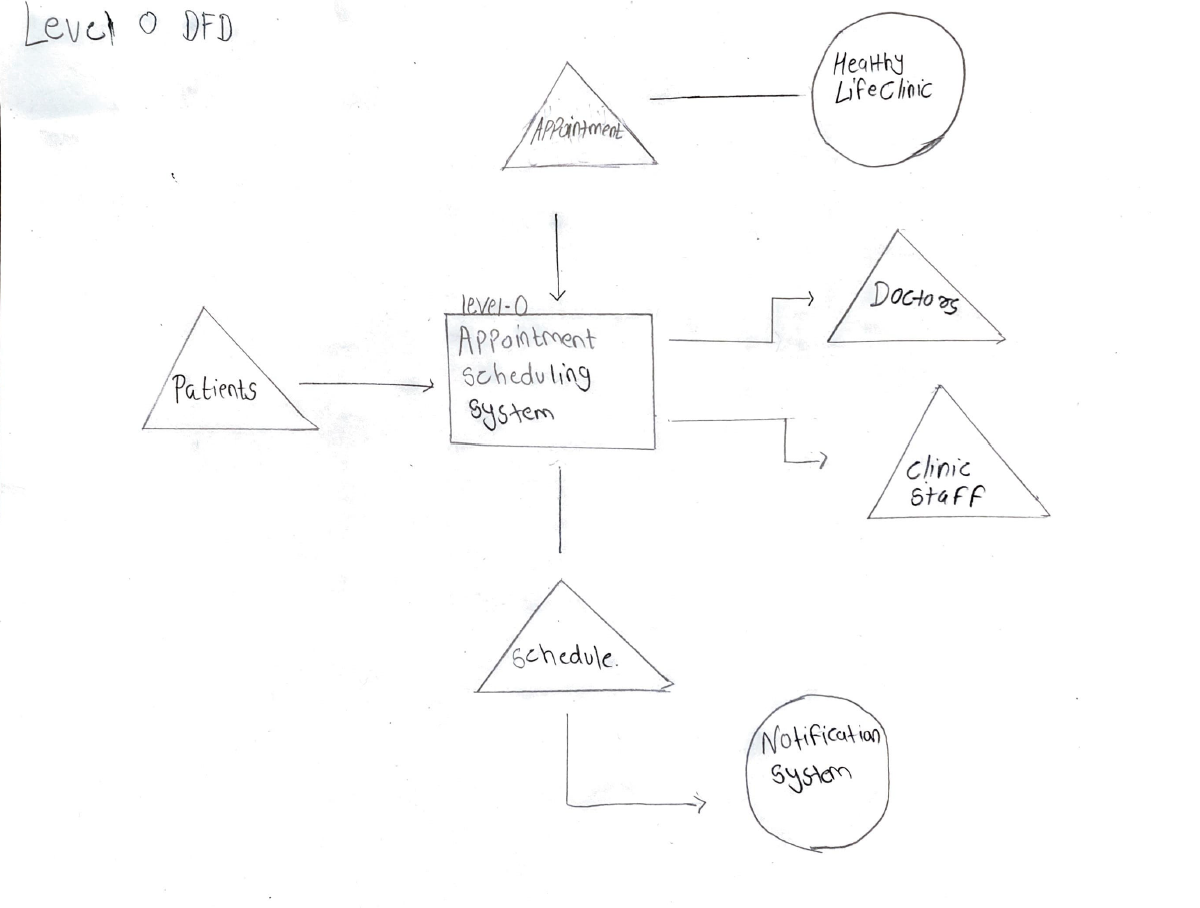 Level 0 DFD
Healthy
LifeClinic
Appointment
level-0
Appointment
scheduling
system
Doctors
Patients
clinic
staff
schedule.
Notification
system